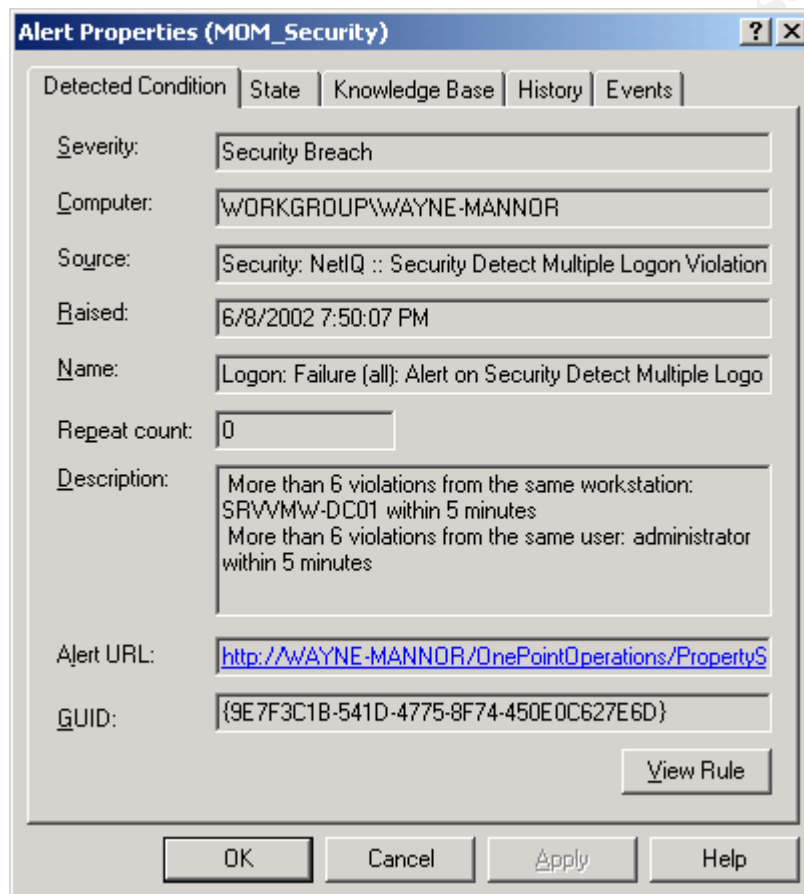 Alert Properties (MOM_Security)
Detected Condition State Knowledge Base History Events
Severity: Security Breach
Computer: WORKGROUP\WAYNE-MANNOR
Source: Security: NetIQ :: Security Detect Multiple Logon Violation
Raised: 6/8/2002 7:50:07 PM
Name: Logon: Failure (all): Alert on Security Detect Multiple Logo
Repeat count: 0
Description: More than 6 violations from the same workstation:
SRVVMW-DC01 within 5 minutes
More than 6 violations from the same user: administrator
within 5 minutes
Alert URL: http://WAYNE-MANNOR/OnePointOperations/PropertyS
GUID: {9E7F3C1B-541D-4775-8F74-450E0C627E6D}
View Rule
OK Cancel Apply Help